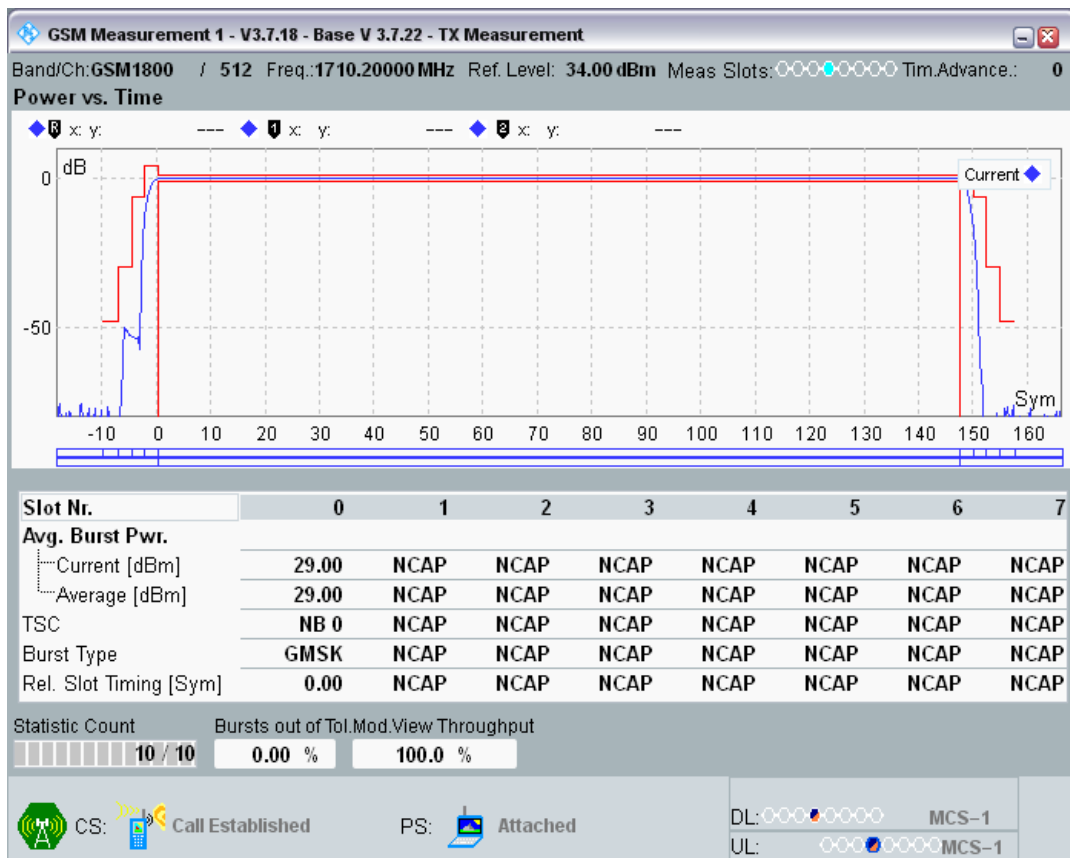 GSM Measurement 1 - V3.7.18 - Base V 3.7.22 - TX Measurement
Band/Ch:GSM1800 / 512 Freq.:1710.20000 MHz Ref. Level: 34.00 dBm Meas Slots: Tim.Advance.: 0
Power vs. Time
R x: y: --- 1 x: y: --- 2 x: y: ---
dB
0
Current
-50
Sym
-10 0 10 20 30 40 50 60 70 80 90 100 110 120 130 140 150 160
Slot Nr. 0 1 2 3 4 5 6 7
Avg. Burst Pwr.
Current [dBm] 29.00 NCAP NCAP NCAP NCAP NCAP NCAP NCAP
Average [dBm] 29.00 NCAP NCAP NCAP NCAP NCAP NCAP NCAP
TSC NB 0 NCAP NCAP NCAP NCAP NCAP NCAP NCAP
Burst Type GMSK NCAP NCAP NCAP NCAP NCAP NCAP NCAP
Rel. Slot Timing [Sym] 0.00 NCAP NCAP NCAP NCAP NCAP NCAP NCAP
Statistic Count Bursts out of Tol.Mod.View Throughput
10 / 10 0.00 % 100.0 %
CS: Call Established PS: Attached
DL: MCS-1
UL: MCS-1